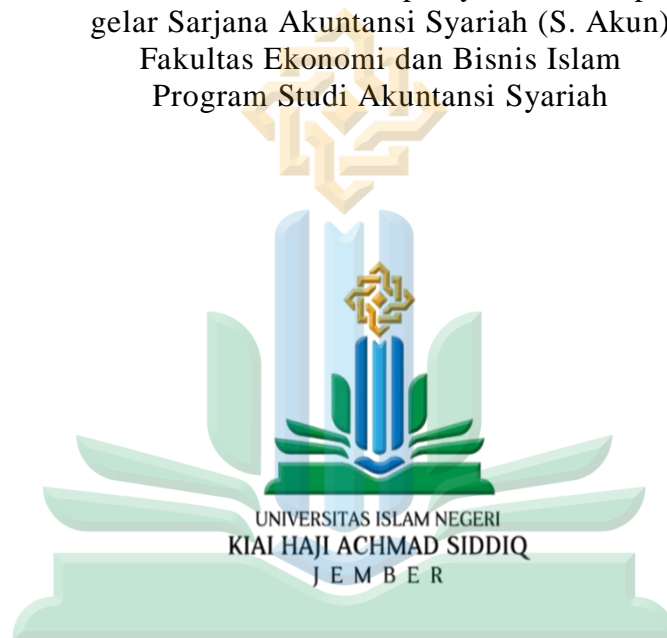 gelar Sarjana Akuntansi Syariah (S. Akun)
Fakultas Ekonomi dan Bisnis Islam
Program Studi Akuntansi Syariah
UNIVERSITAS ISLAM NEGERI
KIAI HAJI ACHMAD SIDDIQ
JEMBER